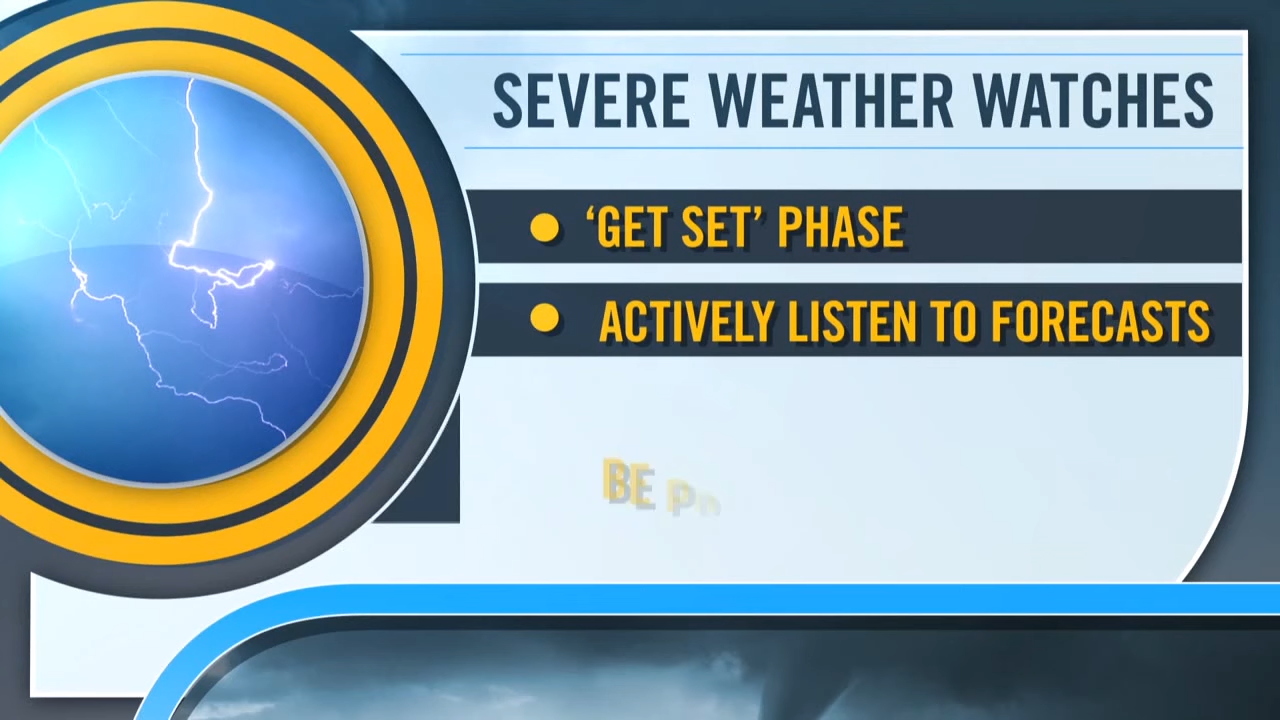 SEVERE WEATHER WATCHES
‘GET SET’ PHASE
ACTIVELY LISTEN TO FORECASTS
BE